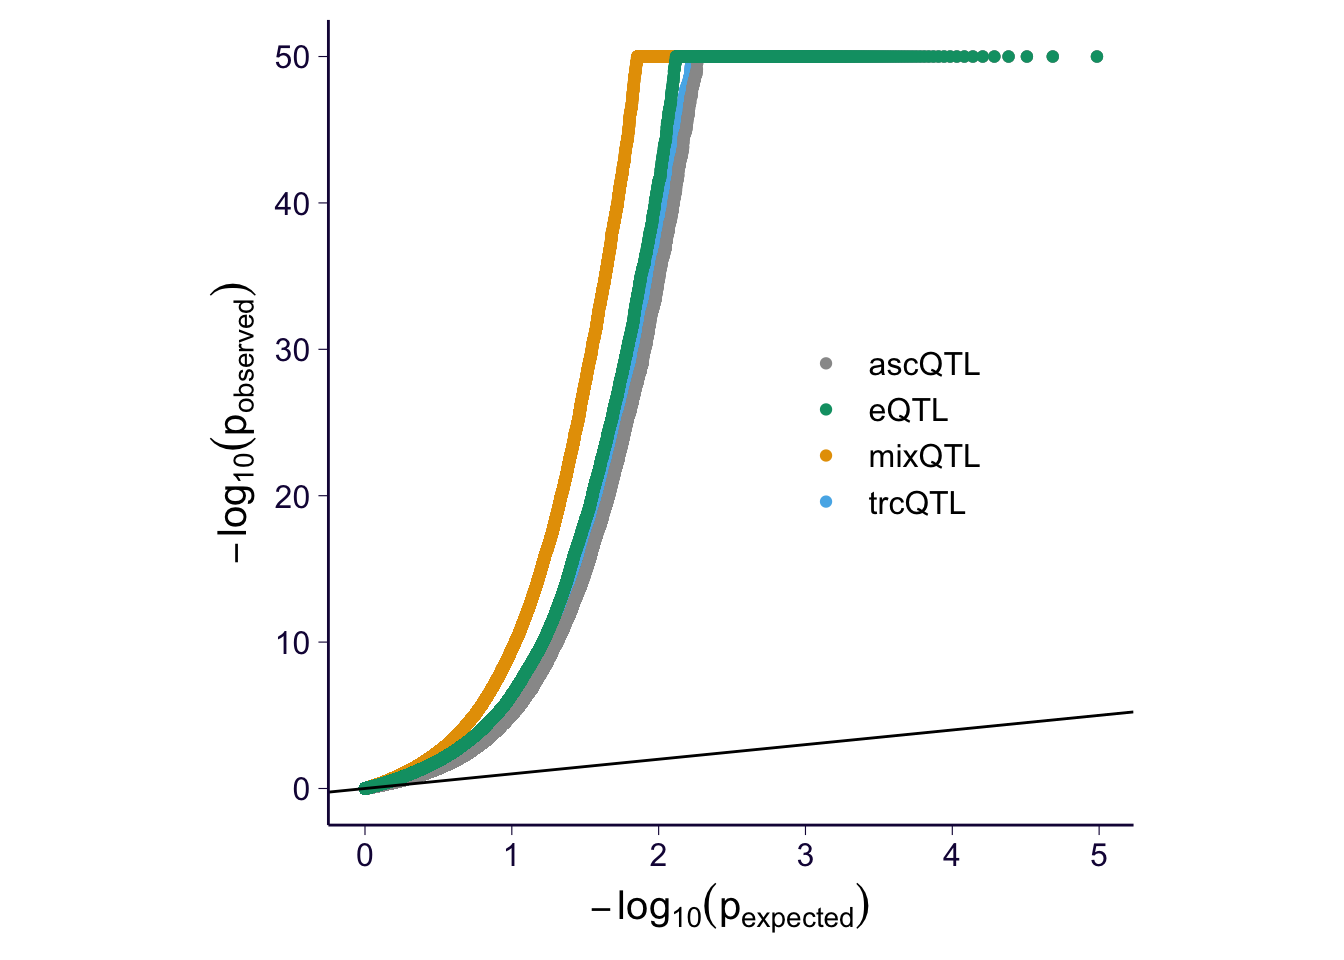 50
40
30
20
10
0
−log10(pobserved)
ascQTL
eQTL
mixQTL
trcQTL
0 1 2 3 4 5
−log10(pexpected)